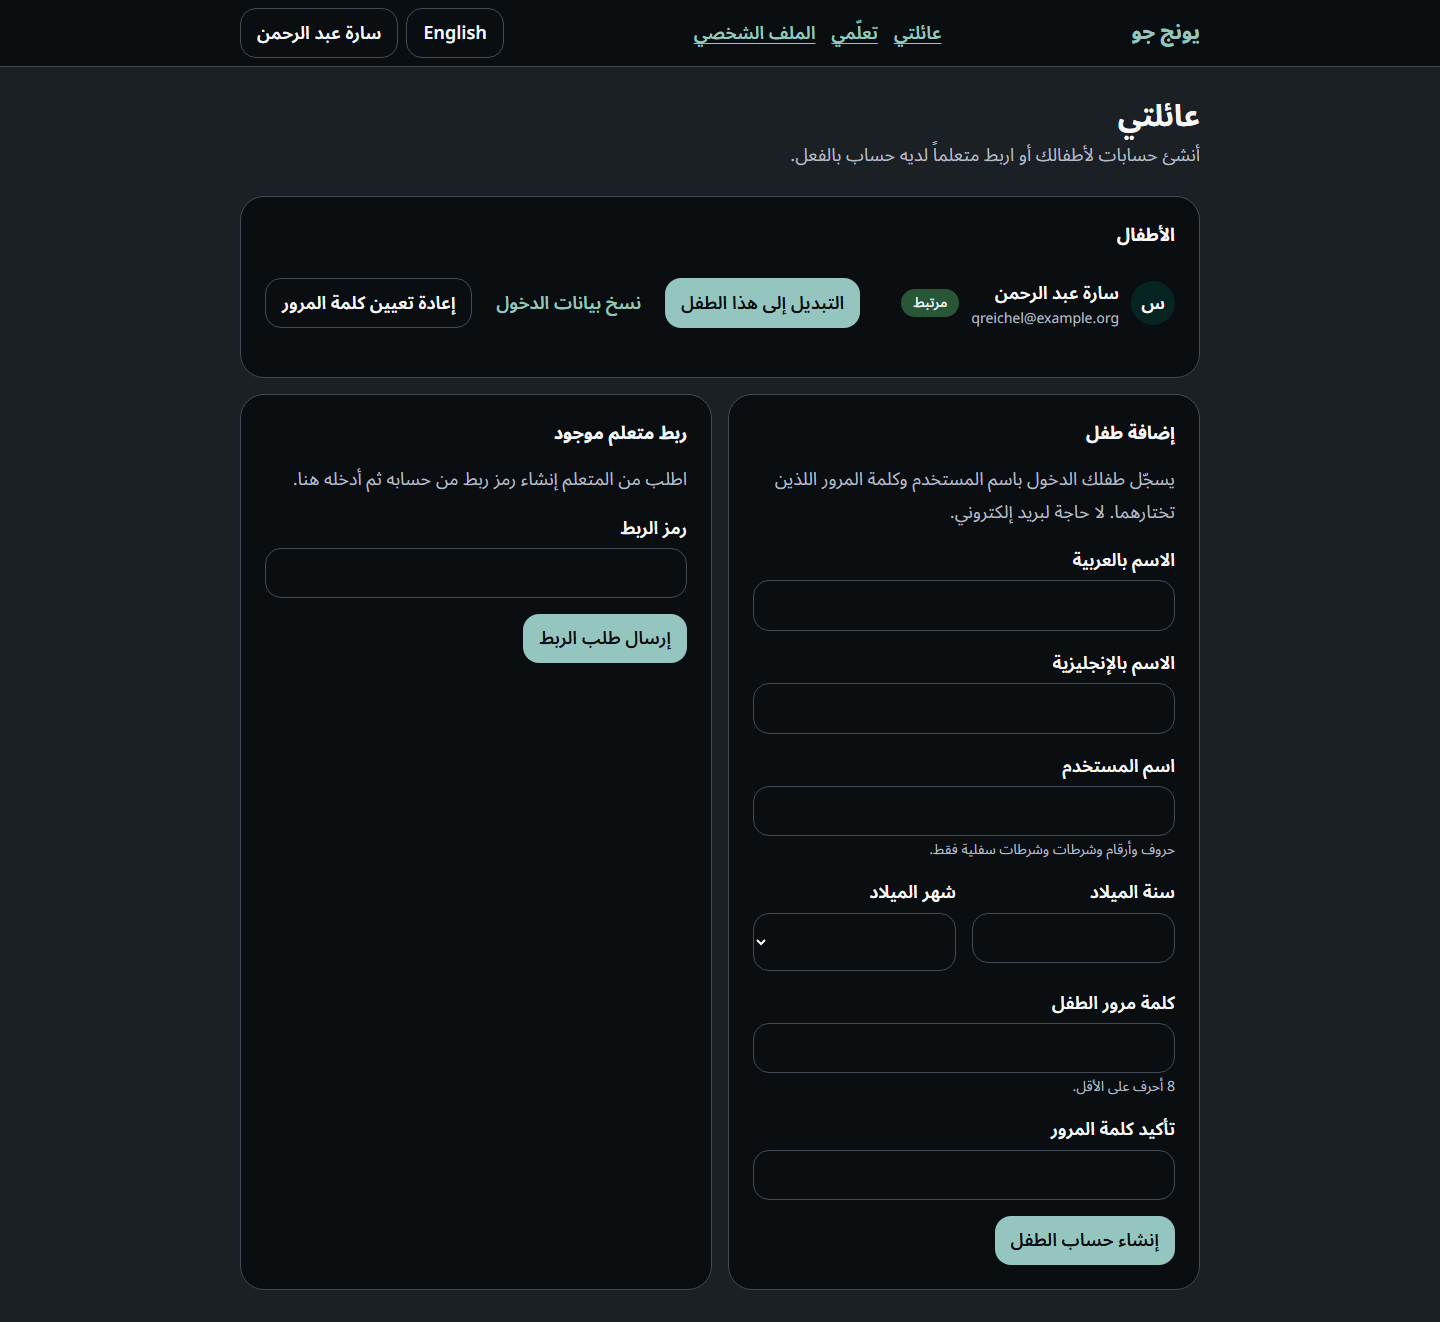 يونج جو
عائلتي
تعلّمي
الملف الشخصي
English
سارة عبد الرحمن
عائلتي
أنشئ حسابات لأطفالك أو اربط متعلماً لديه حساب بالفعل.
الأطفال
س
سارة عبد الرحمن
qreichel@example.org
مرتبط
التبديل إلى هذا الطفل
نسخ بيانات الدخول
إعادة تعيين كلمة المرور
إضافة طفل
يسجّل طفلك الدخول باسم المستخدم وكلمة المرور اللذين
تختارهما. لا حاجة لبريد إلكتروني.
الاسم بالعربية
الاسم بالإنجليزية
اسم المستخدم
حروف وأرقام وشرطات وشرطات سفلية فقط.
سنة الميلاد
شهر الميلاد
كلمة مرور الطفل
8 أحرف على الأقل.
تأكيد كلمة المرور
إنشاء حساب الطفل
ربط متعلم موجود
اطلب من المتعلم إنشاء رمز ربط من حسابه ثم أدخله هنا.
رمز الربط
إرسال طلب الربط